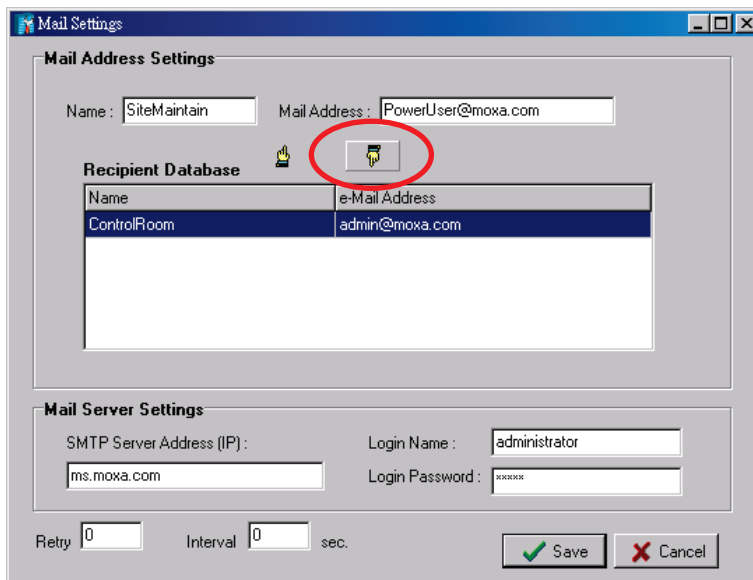 Mail Settings
Mail Address Settings
Name : SiteMaintain Mail Address : PowerUser@moxa.com
Recipient Database
Name e-Mail Address
ControlRoom admin@moxa.com
Mail Server Settings
SMTP Server Address (IP) : Login Name : administrator
ms.moxa.com Login Password : xxxxx
Retry 0 Interval 0 sec. Save Cancel